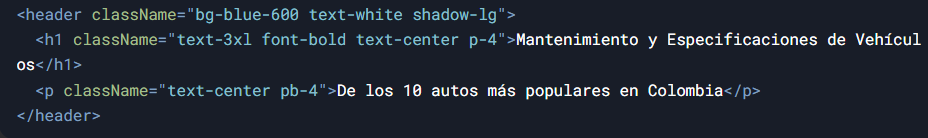 <header className="bg-blue-600 text-white shadow-lg">
  <h1 className="text-3xl font-bold text-center p-4">Mantenimiento y Especificaciones de Vehícul
os</h1>
  <p className="text-center pb-4">De los 10 autos más populares en Colombia</p>
</header>